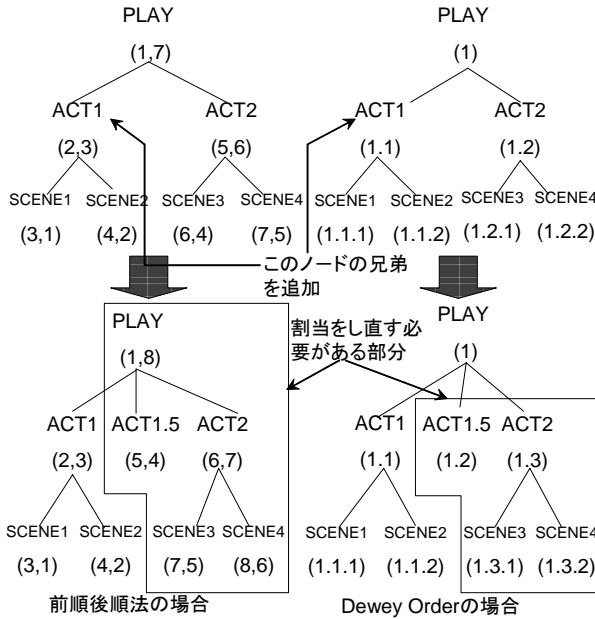 PLAY
PLAY
(1,7)
(1)
ACT1
ACT2
ACT1
ACT2
(2,3)
(5,6)
(1.1)
(1.2)
SCENE1
SCENE2
SCENE3
SCENE4
SCENE1
SCENE2
SCENE3
SCENE4
(3,1)
(4,2)
(6,4)
(7,5)
(1.1.1)
(1.1.2)
(1.2.1)
(1.2.2)
このノードの兄弟
を追加
PLAY
割当をし直す必
要がある部分
PLAY
(1,8)
(1)
ACT1
ACT1.5
ACT2
ACT1
ACT1.5
ACT2
(2,3)
(5,4)
(6,7)
(1.1)
(1.2)
(1.3)
SCENE1
SCENE2
SCENE3
SCENE4
SCENE1
SCENE2
SCENE3
SCENE4
(3,1)
(4,2)
(7,5)
(8,6)
(1.1.1)
(1.1.2)
(1.3.1)
(1.3.2)
前順後順法の場合
Dewey Orderの場合